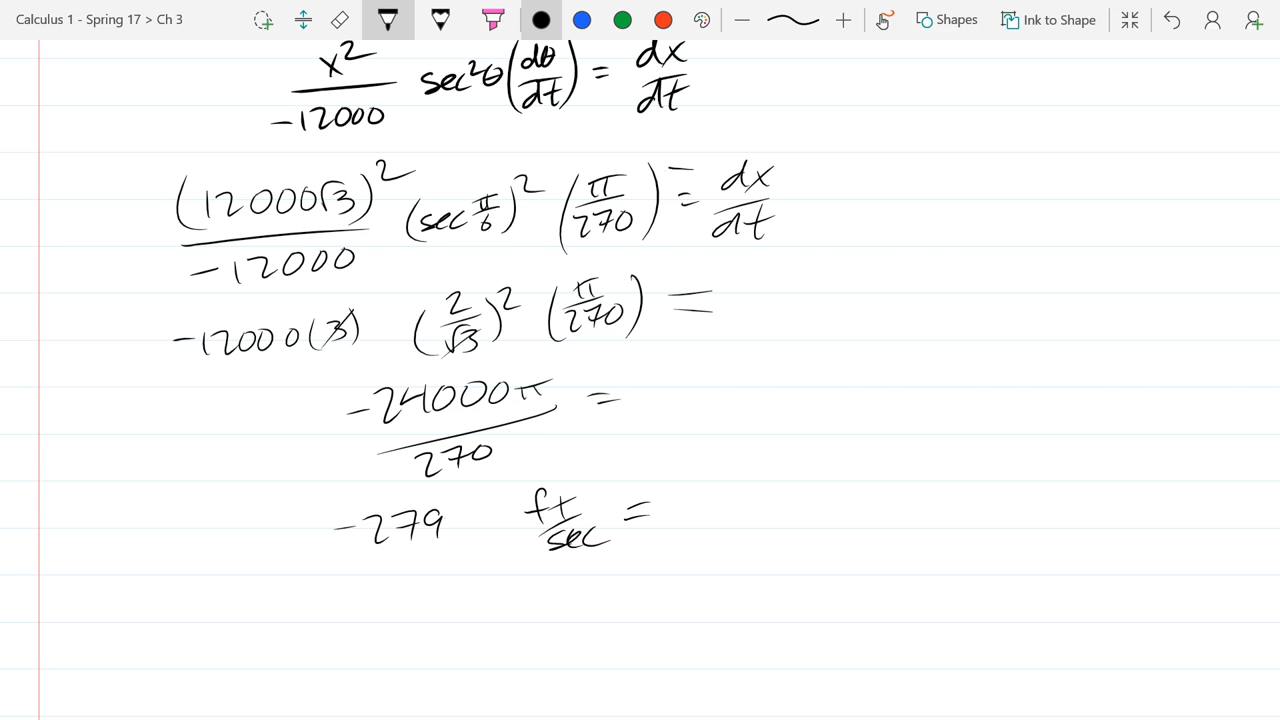 Calculus 1 - Spring 17 > Ch 3 Shapes Ink to Shape
x²/-12000 sec²θ (dθ/dt) = dx/dt
(12000√3)²/-12000 (sec π/6)² (π/270) = dx/dt
-12000(3) (2/√3)² (π/270) =
-24000π/270 =
-279 ft/sec =